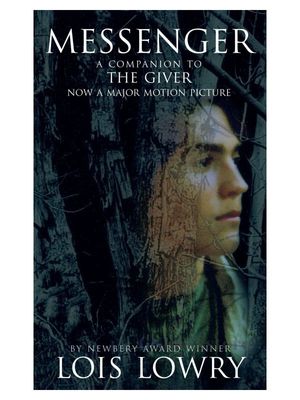 MESSENGER
A COMPANION TO
THE GIVER
NOW A MAJOR MOTION PICTURE
BY NEWBERY AWARD WINNER
LOIS LOWRY